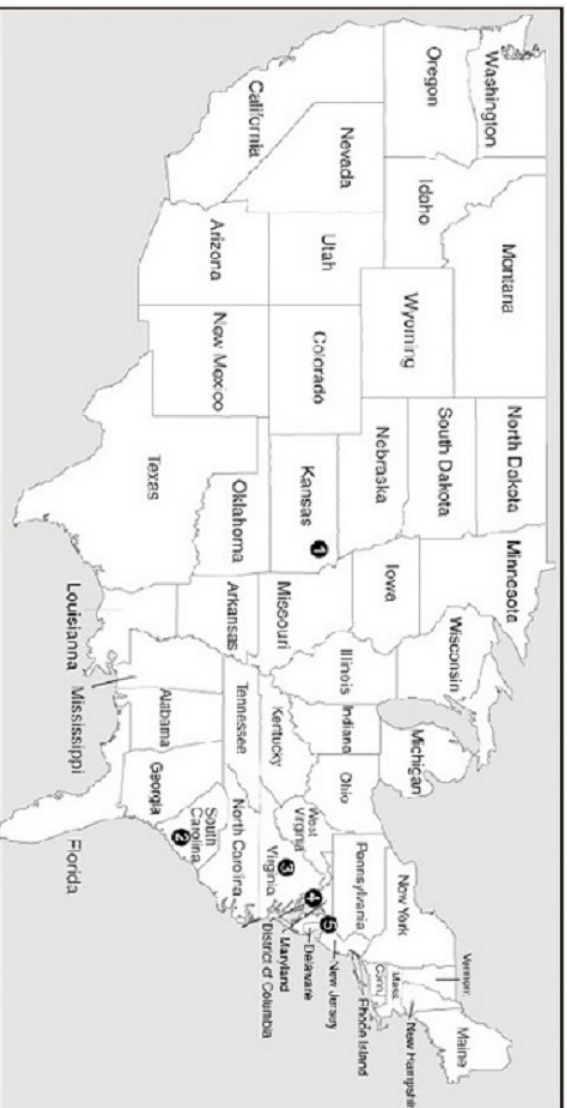 Washington
Oregon
California
Nevada
Idaho
Montana
Wyoming
Utah
Arizona
Colorado
New Mexico
North Dakota
South Dakota
Nebraska
Kansas
1
Oklahoma
Texas
Minnesota
Iowa
Missouri
Arkansas
Louisianna
Wisconsin
Illinois
Mississippi
Michigan
Indiana
Kentucky
Tennessee
Alabama
Ohio
West
Virginia
Virginia
3
North Carolina
South
Carolina
2
Georgia
Florida
Pennsylvania
New York
4
5
Maryland
District of Columbia
Delaware
New Jersey
Rhode Island
Conn.
Mass.
Vermont
New Hampshir
Maine